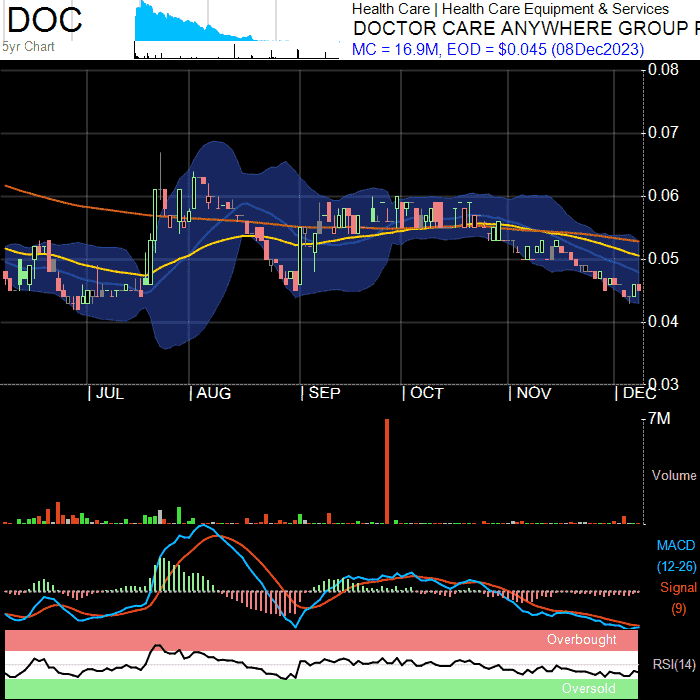 DOC
5yr Chart
Health Care | Health Care Equipment & Services
DOCTOR CARE ANYWHERE GROUP
MC = 16.9M, EOD = $0.045 (08Dec2023)
0.08
0.07
0.06
0.05
0.04
0.03
| JUL
| AUG
| SEP
| OCT
| NOV
| DEC
7M
Volume
MACD
(12-26)
Signal
(9)
Overbought
RSI(14)
Oversold